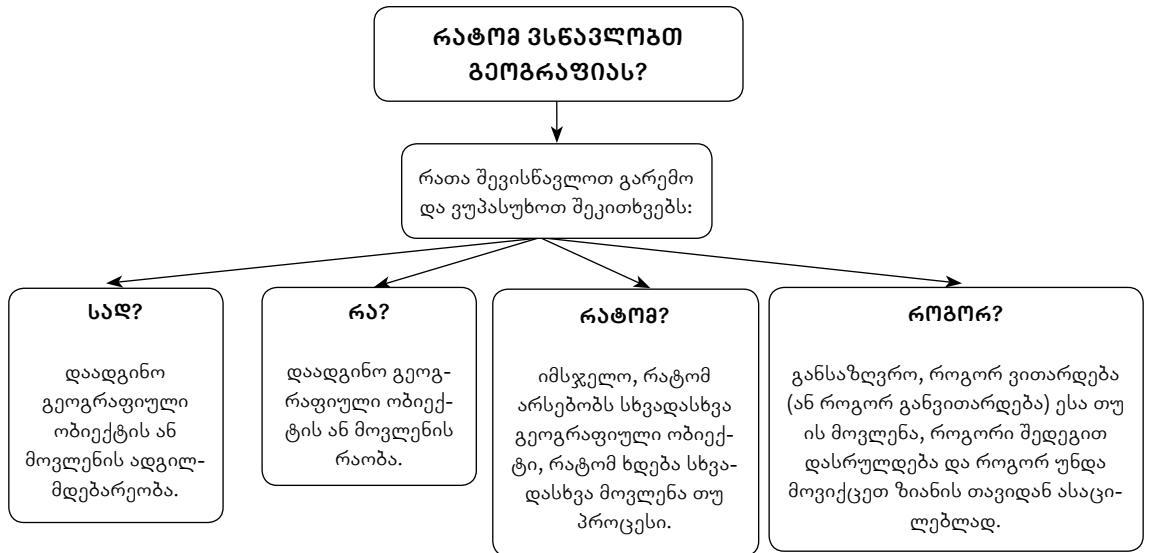 რატომ ვსწავლობთ
გეოგრაფიას?
რათა შევისწავლოთ გარემო
და ვუპასუხოთ შეკითხვებს:
სად?
დაადგინო
გეოგრაფიული
ობიექტის ან
მოვლენის ადგილ-
მდებარეობა.
რა?
დაადგინო გეოგ-
რაფიული ობიექ-
ტის ან მოვლენის
რაობა.
რატომ?
იმსჯელო, რატომ
არსებობს სხვადასხვა
გეოგრაფიული ობიექ-
ტი, რატომ ხდება სხვა-
დასხვა მოვლენა თუ
პროცესი.
როგორ?
განსაზღვრო, როგორ ვითარდება
(ან როგორ განვითარდება) ესა თუ
ის მოვლენა, როგორი შედეგით
დასრულდება და როგორ უნდა
მოვიქცეთ ზიანის თავიდან ასაცი-
ლებლად.